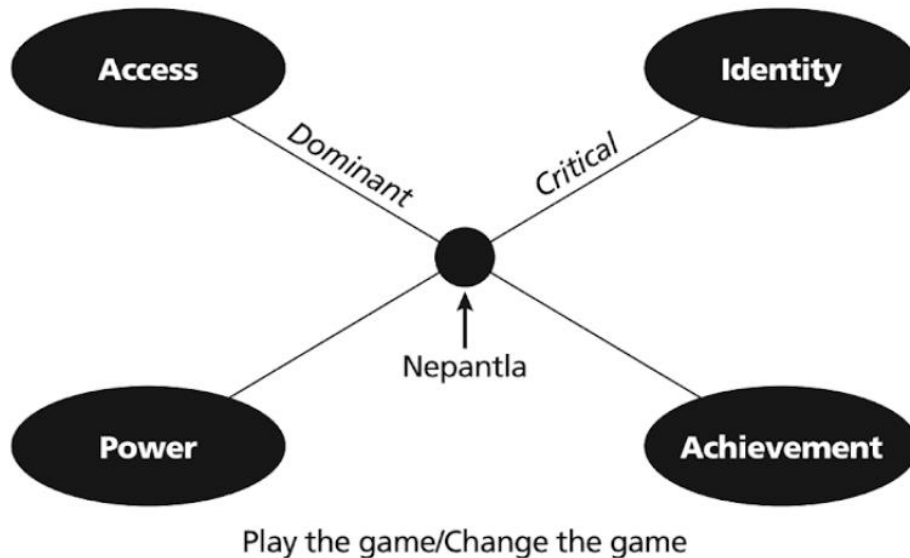 Access
Identity
Dominant
Critical
Nepantla
Power
Achievement
Play the game/Change the game